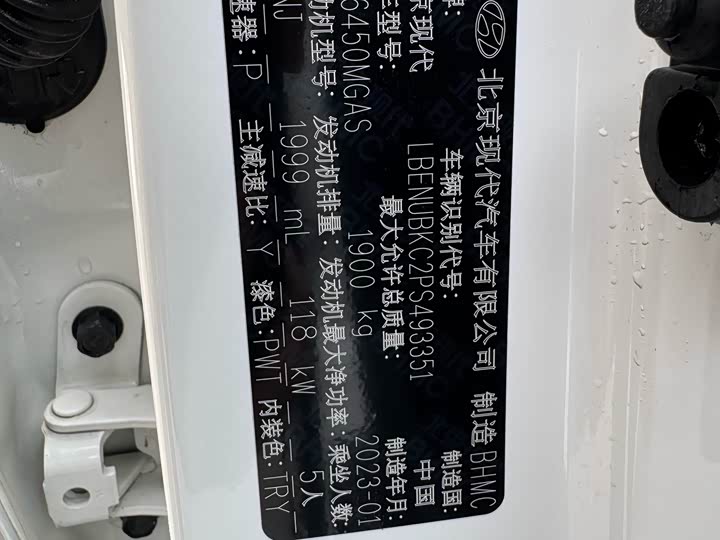 北京现代汽车有限公司 制造 BHMC
牌: 车辆识别代号: 制造国:
京现代 LBENUBKC2PS493351 中国
车型号: 最大允许总质量: 制造年月:
6450MGAS 1900 kg 2023-01
动机型号: 发动机排量: 发动机最大净功率: 乘坐人数:
NJ 1999 mL 118 kW 5人
速器: P 主减速比: Y 漆色: PWT 内装色: TRY